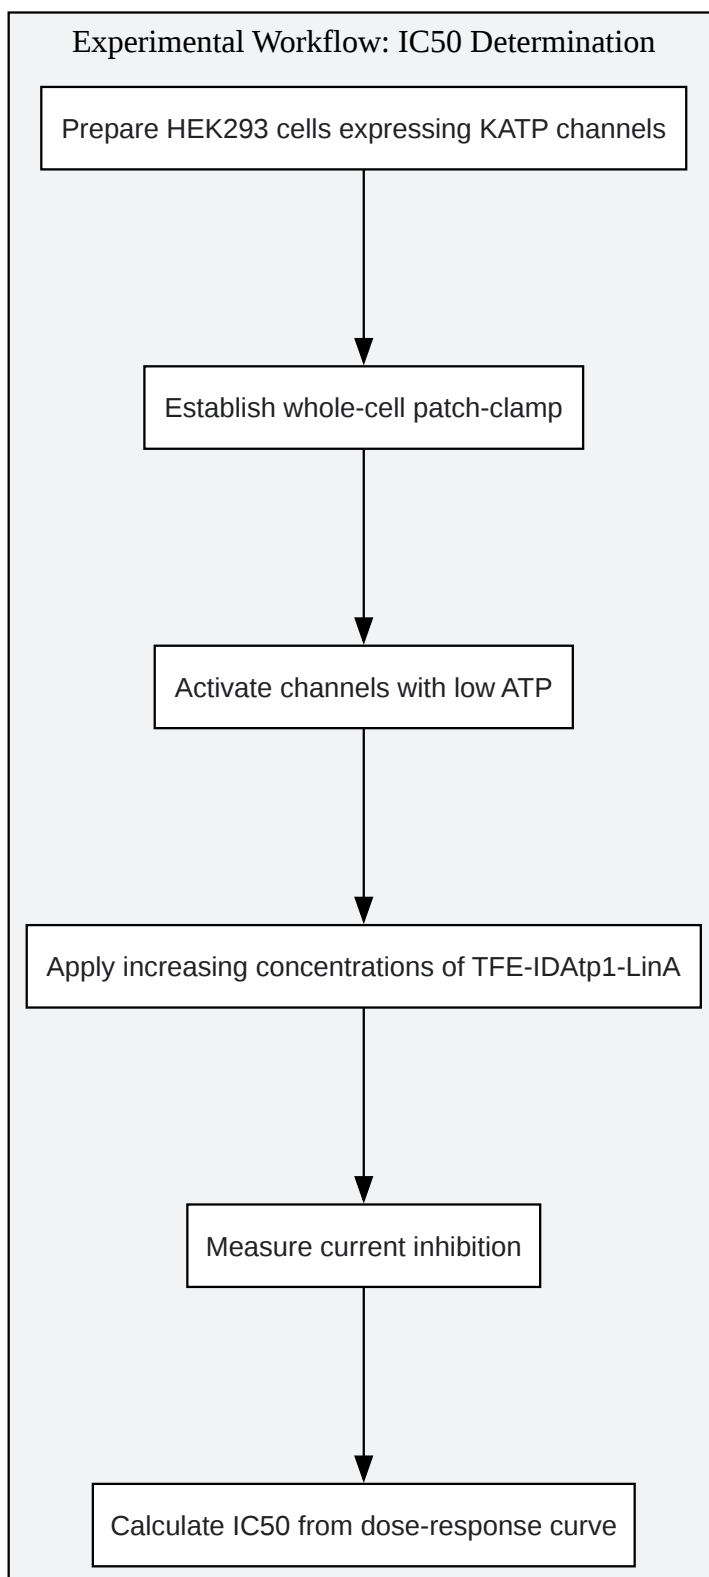 Experimental Workflow: IC50 Determination
Prepare HEK293 cells expressing KATP channels
Establish whole-cell patch-clamp
Activate channels with low ATP
Apply increasing concentrations of TFE-IDAtp1-LinA
Measure current inhibition
Calculate IC50 from dose-response curve